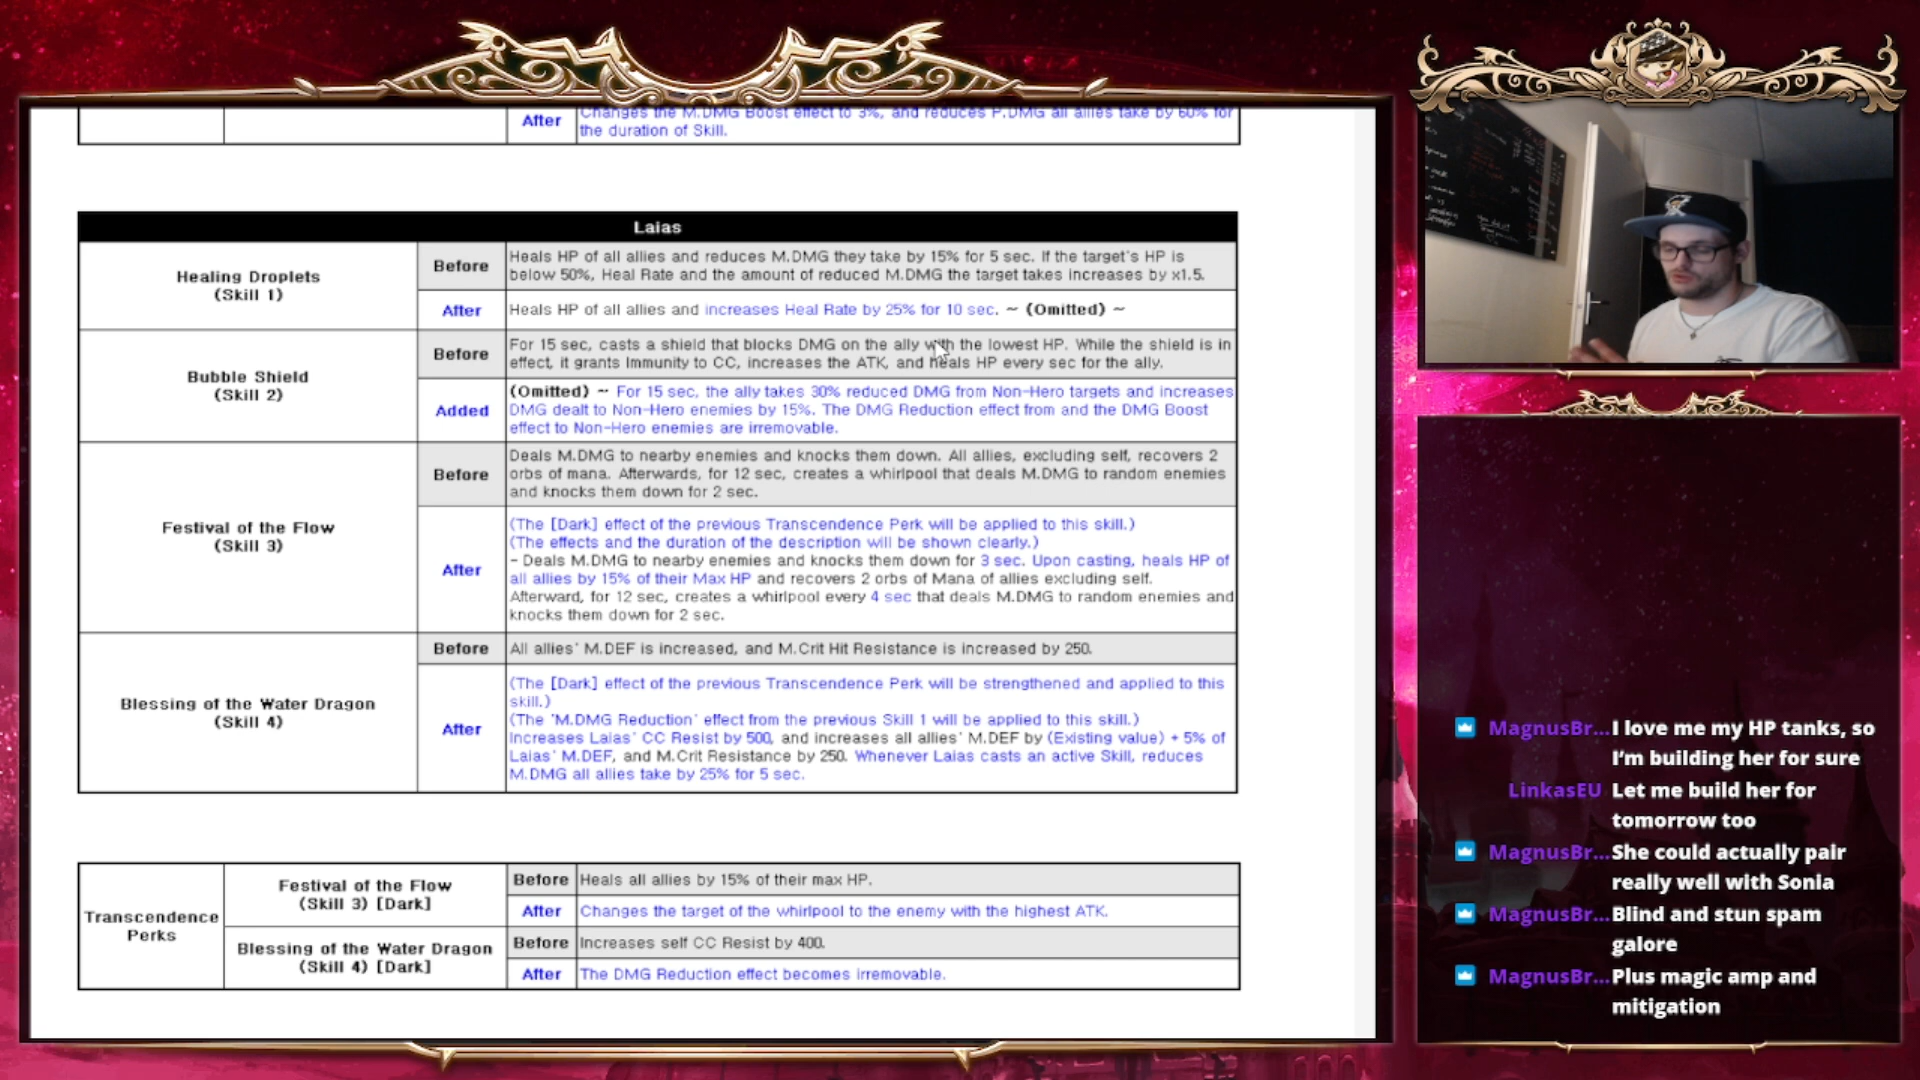 Changes the M.DMG Boost effect to 3%, and reduces P.DMG all allies take by 60% for
After
the duration of Skill.
Laias
Healing Droplets
(Skill 1)
Before
Heals HP of all allies and reduces M.DMG they take by 15% for 5 sec. If the target's HP is
below 50%, Heal Rate and the amount of reduced M.DMG the target takes increases by x1.5.
After
Heals HP of all allies and increases Heal Rate by 25% for 10 sec. ~ (Omitted) ~
Bubble Shield
(Skill 2)
Before
For 15 sec, casts a shield that blocks DMG on the ally with the lowest HP. While the shield is in
effect, it grants Immunity to CC, increases the ATK, and heals HP every sec for the ally.
Added
(Omitted) ~ For 15 sec, the ally takes 30% reduced DMG from Non-Hero targets and increases
DMG dealt to Non-Hero enemies by 15%. The DMG Reduction effect from and the DMG Boost
effect to Non-Hero enemies are irremovable.
Festival of the Flow
(Skill 3)
Before
Deals M.DMG to nearby enemies and knocks them down. All allies, excluding self, recovers 2
orbs of mana. Afterwards, for 12 sec, creates a whirlpool that deals M.DMG to random enemies
and knocks them down for 2 sec.
After
(The [Dark] effect of the previous Transcendence Perk will be applied to this skill.)
(The effects and the duration of the description will be shown clearly.)
- Deals M.DMG to nearby enemies and knocks them down for 3 sec. Upon casting, heals HP of
all allies by 15% of their Max HP and recovers 2 orbs of Mana of allies excluding self.
Afterward, for 12 sec, creates a whirlpool every 4 sec that deals M.DMG to random enemies and
knocks them down for 2 sec.
Blessing of the Water Dragon
(Skill 4)
Before
All allies' M.DEF is increased, and M.Crit Hit Resistance is increased by 250.
After
(The [Dark] effect of the previous Transcendence Perk will be strengthened and applied to this
skill.)
(The 'M.DMG Reduction' effect from the previous Skill 1 will be applied to this skill.)
Increases Laias' CC Resist by 500, and increases all allies' M.DEF by (Existing value) + 5% of
Laias' M.DEF, and M.Crit Resistance by 250. Whenever Laias casts an active Skill, reduces
M.DMG all allies take by 25% for 5 sec.
Transcendence
Perks
Festival of the Flow
(Skill 3) [Dark]
Before
Heals all allies by 15% of their max HP.
After
Changes the target of the whirlpool to the enemy with the highest ATK.
Blessing of the Water Dragon
(Skill 4) [Dark]
Before
Increases self CC Resist by 400.
After
The DMG Reduction effect becomes irremovable.
MagnusBr... I love me my HP tanks, so
I'm building her for sure
LinkasEU Let me build her for
tomorrow too
MagnusBr... She could actually pair
really well with Sonia
MagnusBr... Blind and stun spam
galore
MagnusBr... Plus magic amp and
mitigation